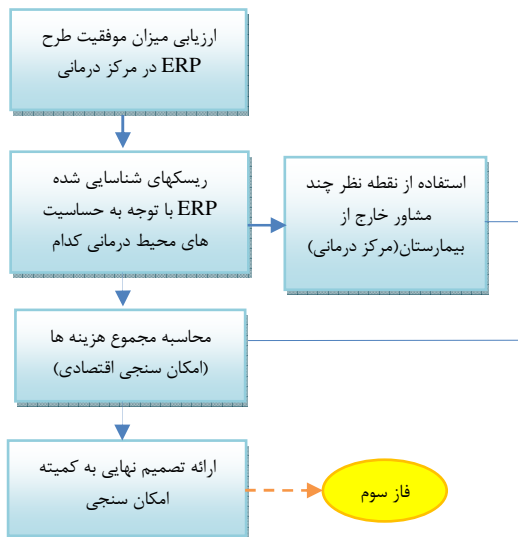 ارزیابی میزان موفقیت طرح
ERP در مرکز درمانی
ریسکهای شناسایی شده
ERP با توجه به حساسیت
های محیط درمانی کدام
استفاده از نقطه نظر چند
مشاور خارج از
بیمارستان(مرکز درمانی)
محاسبه مجموع هزینه ها
(امکان سنجی اقتصادی)
ارائه تصمیم نهایی به کمیته
امکان سنجی
فاز سوم